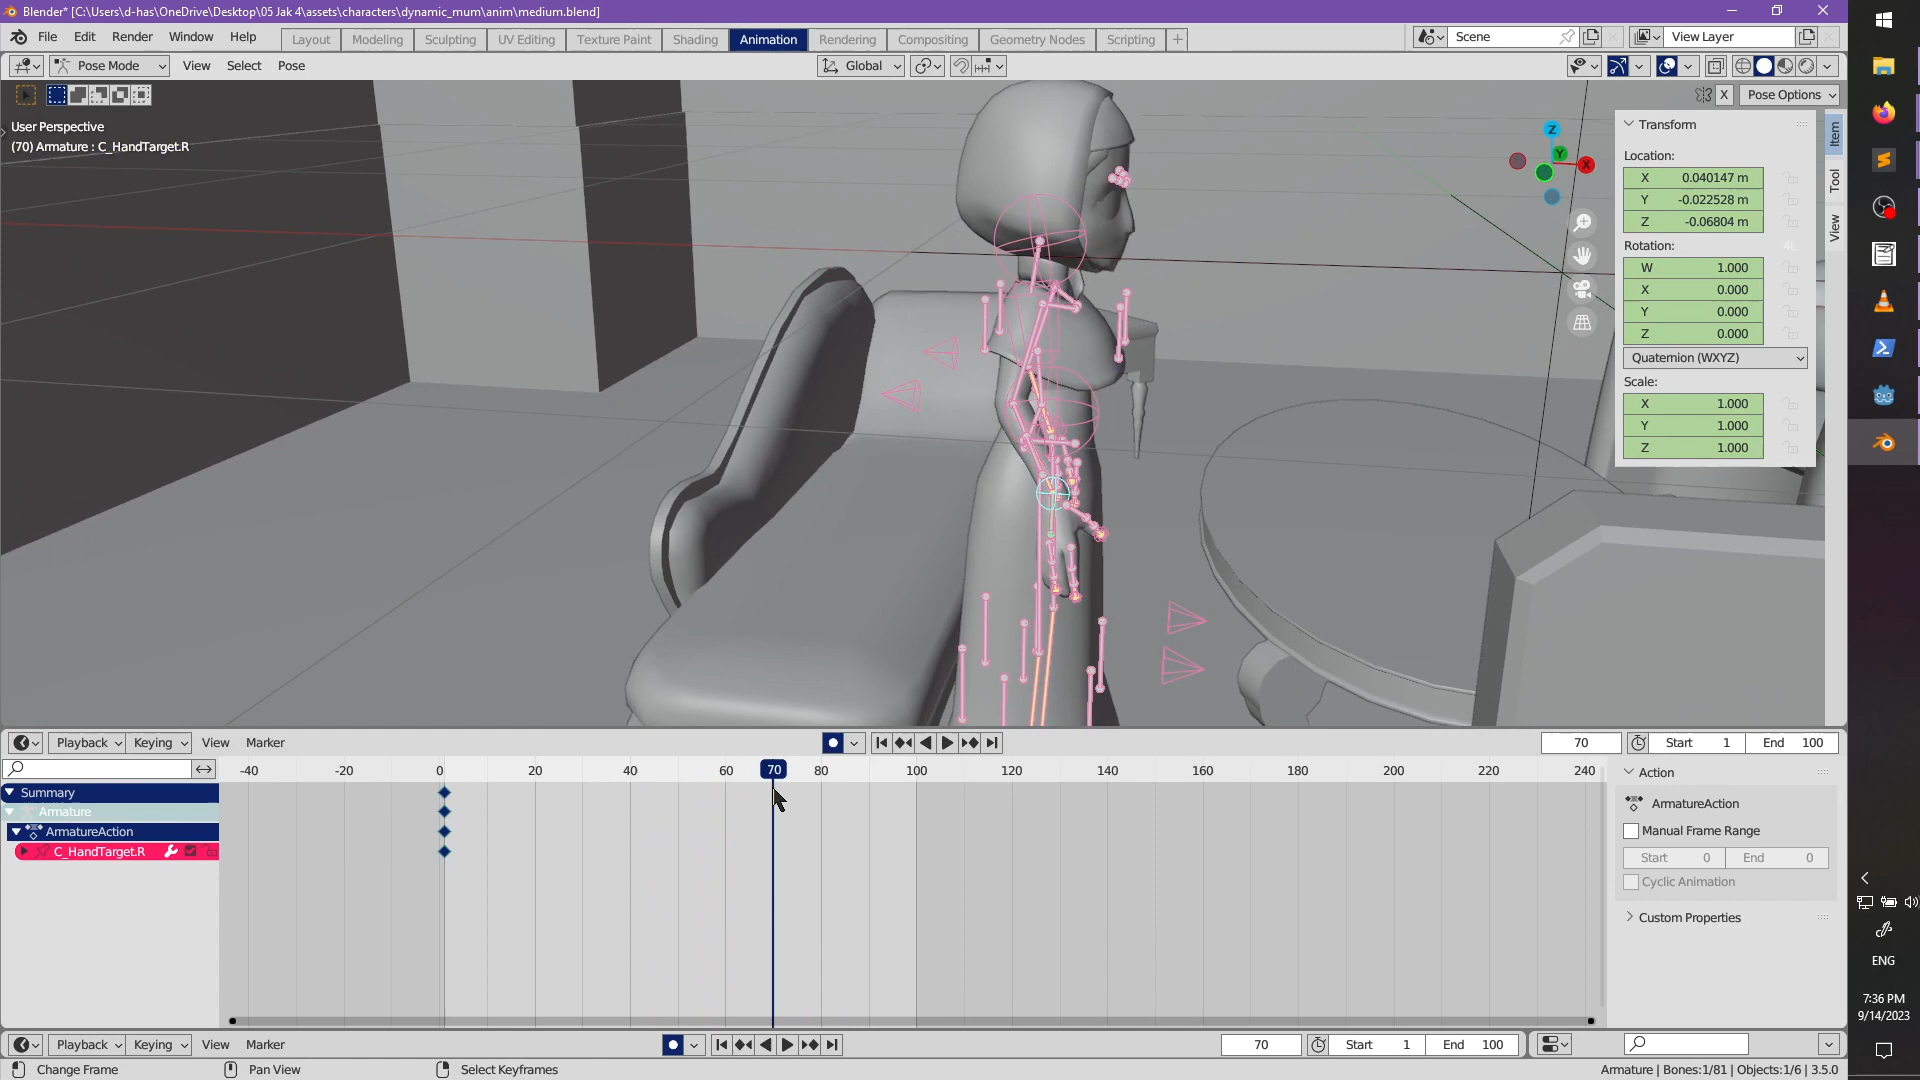 Blender* [C:\Users\d-has\OneDrive\Desktop\05 Jak 4\assets\characters\dynamic_mum\anim\medium.blend]
File Edit Render Window Help Layout Modeling Sculpting UV Editing Texture Paint Shading Animation Rendering Compositing Geometry Nodes Scripting + Scene View Layer
Pose Mode View Select Pose Global
X Pose Options
User Perspective
(70) Armature : C_HandTarget.R
Z
Y
X
Transform
Location:
X 0.040147 m
Y -0.022528 m
Z -0.06804 m
Rotation: 4L
W 1.000
X 0.000
Y 0.000
Z 0.000
Quaternion (WXYZ)
Scale:
X 1.000
Y 1.000
Z 1.000
Item
Tool
View
Playback Keying View Marker 70 Start 1 End 100
-40 -20 0 20 40 60 70 80 100 120 140 160 180 200 220 240
Summary
Armature
ArmatureAction
C_HandTarget.R
Action
ArmatureAction
Manual Frame Range
Start 0 End 0
Cyclic Animation
Custom Properties
Playback Keying View Marker 70 Start 1 End 100
Change Frame Pan View Select Keyframes Armature | Bones:1/81 | Objects:1/6 | 3.5.0
ENG
7:36 PM
9/14/2023